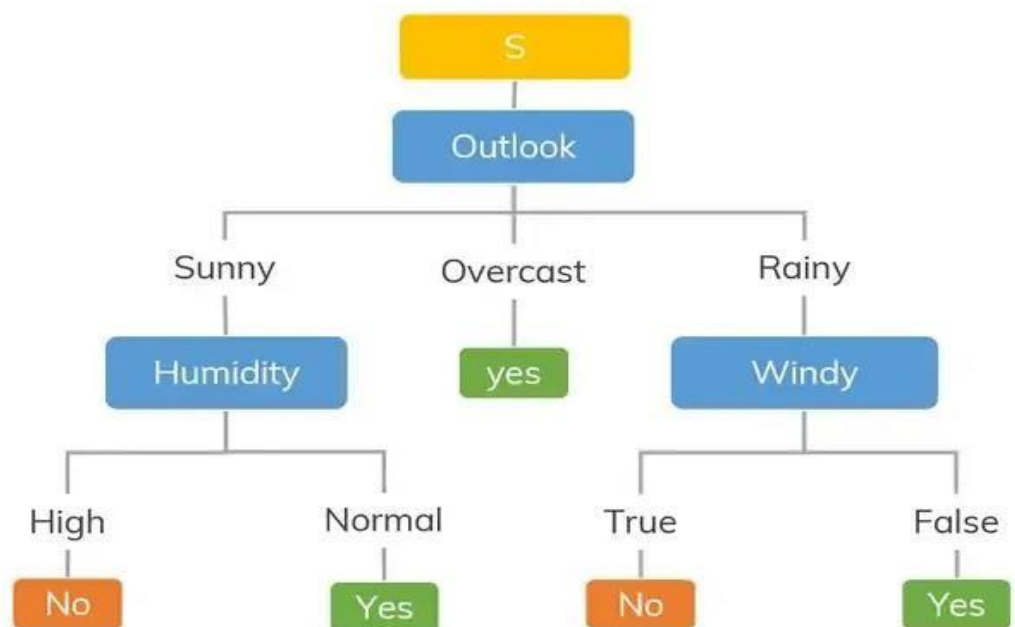 S
Outlook
Sunny
Overcast
Rainy
Humidity
yes
Windy
High
Normal
True
False
No
Yes
No
Yes